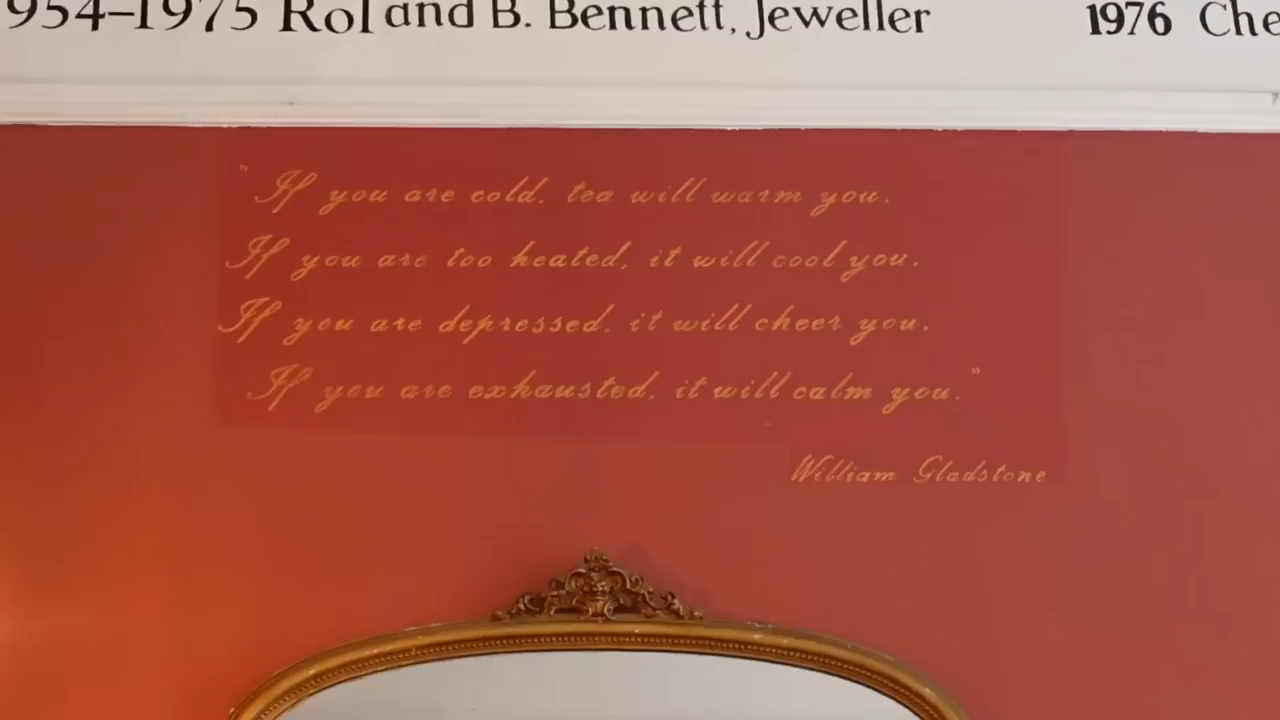 954–1975 Roland B. Bennett, Jeweller 1976 Che
"If you are cold, tea will warm you.
If you are too heated, it will cool you.
If you are depressed, it will cheer you.
If you are exhausted, it will calm you."
William Gladstone